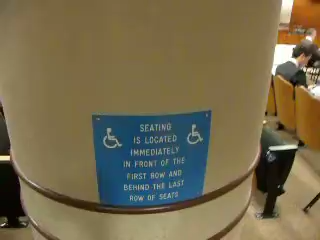 SEATING
IS LOCATED
IMMEDIATELY
IN FRONT OF THE
FIRST ROW AND
BEHIND THE LAST
ROW OF SEATS